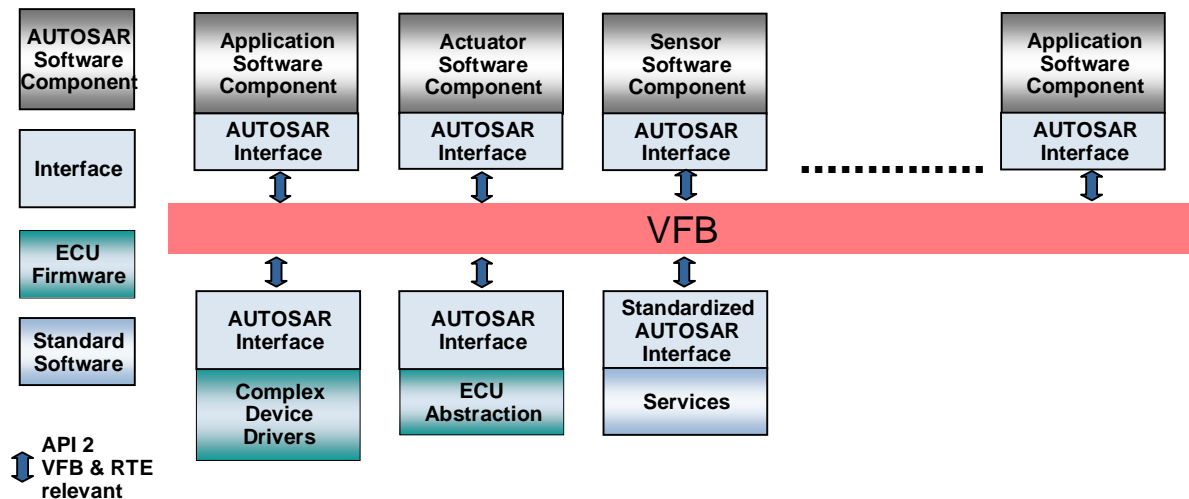 AUTOSAR
Software
Component
Interface
ECU
Firmware
Standard
Software
API 2
VFB & RTE
relevant
Application
Software
Component
AUTOSAR
Interface
Actuator
Software
Component
AUTOSAR
Interface
Sensor
Software
Component
AUTOSAR
Interface
Application
Software
Component
AUTOSAR
Interface
VFB
AUTOSAR
Interface
Complex
Device
Drivers
AUTOSAR
Interface
ECU
Abstraction
Standardized
AUTOSAR
Interface
Services